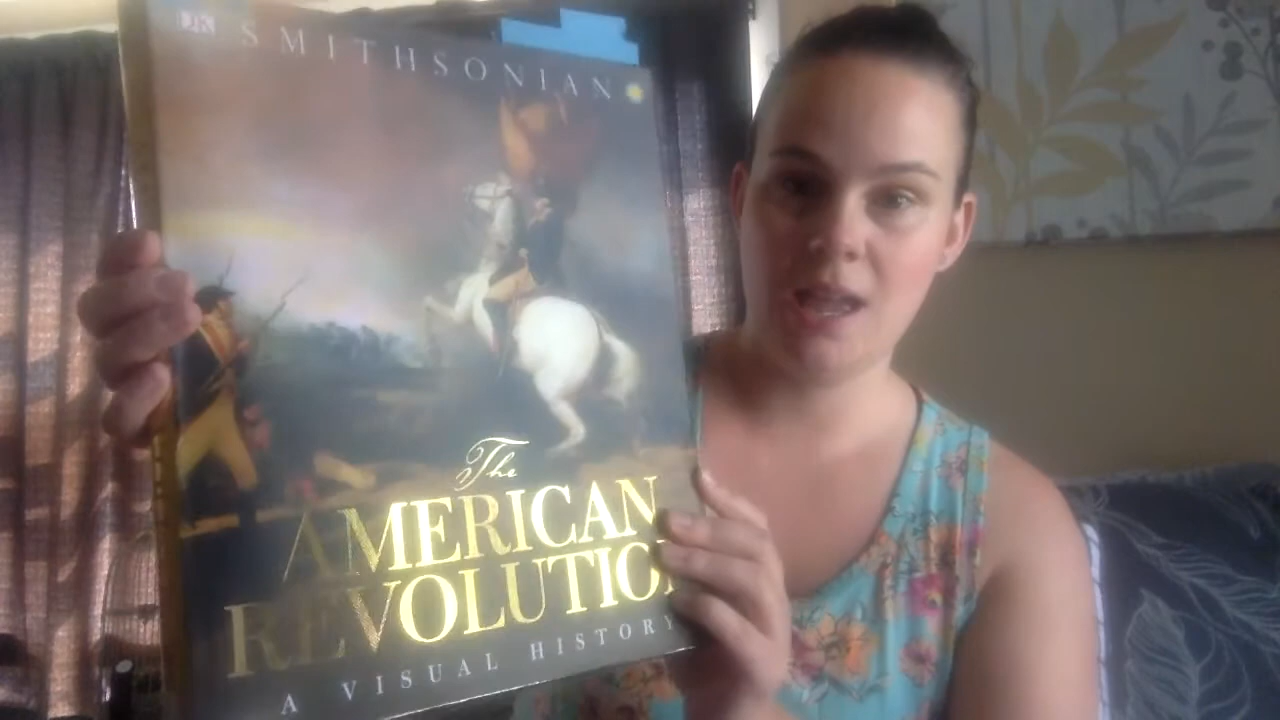 DK SMITHSONIAN
The
AMERICAN
REVOLUTION
A VISUAL HISTORY